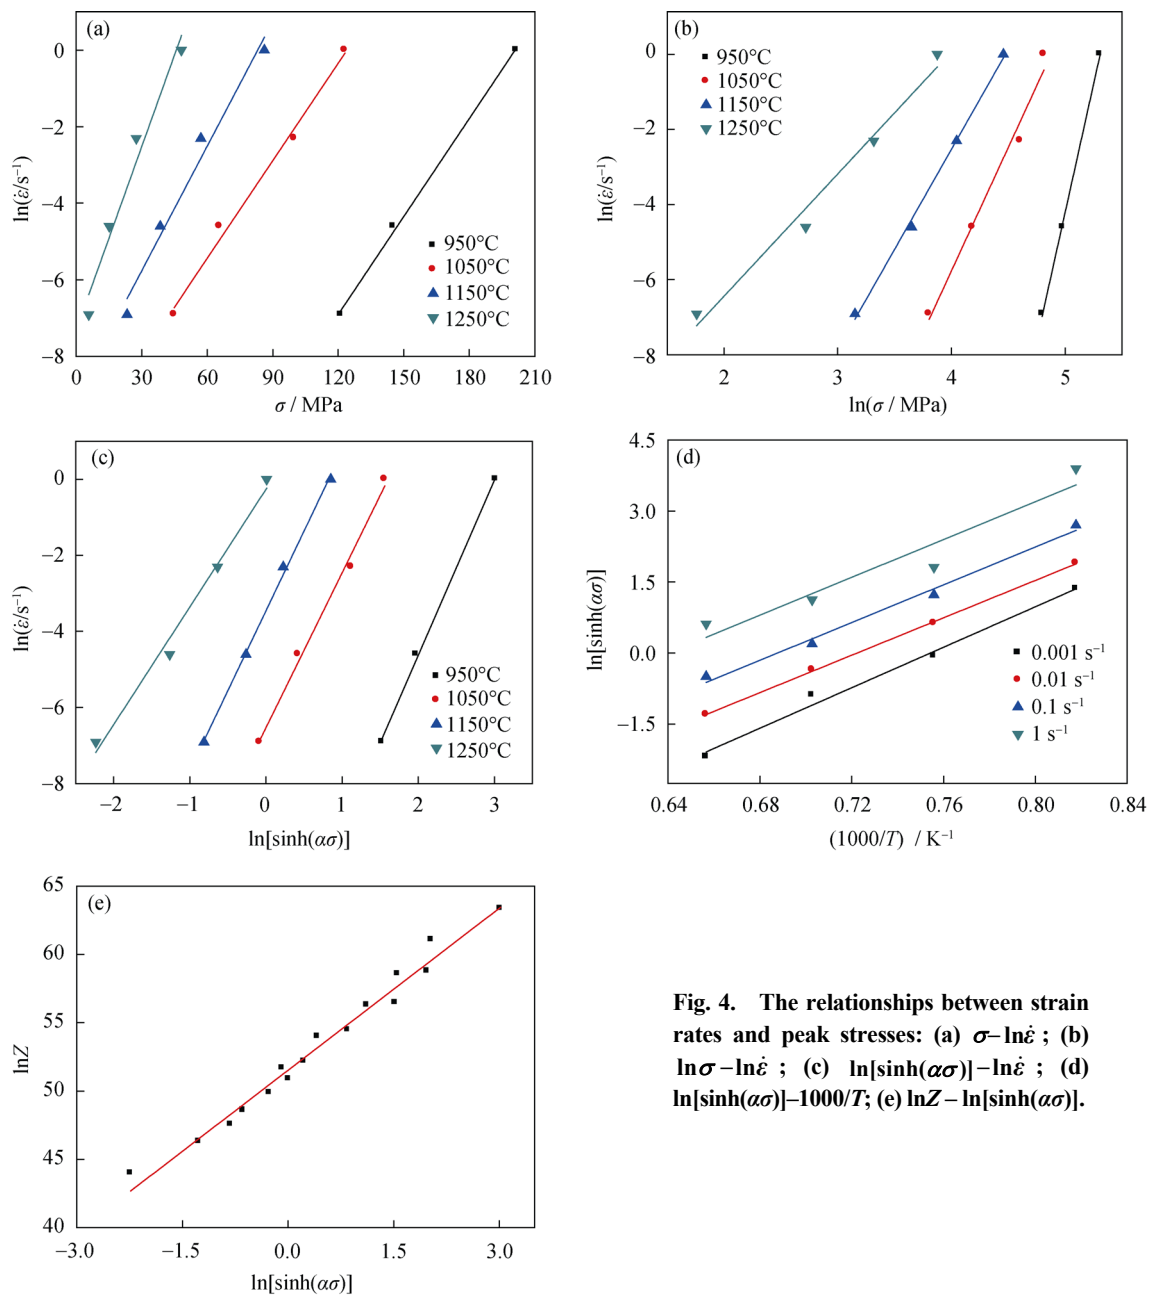 (a)
0
−2
−4
−6
−8
ln(ε̇/s⁻¹)
950°C
1050°C
1150°C
1250°C
0 30 60 90 120 150 180 210
σ / MPa
(b)
0
−2
−4
−6
−8
ln(ε̇/s⁻¹)
950°C
1050°C
1150°C
1250°C
2 3 4 5
ln(σ / MPa)
(c)
0
−2
−4
−6
−8
ln(ε̇/s⁻¹)
950°C
1050°C
1150°C
1250°C
−2 −1 0 1 2 3
ln[sinh(ασ)]
(d)
4.5
3.0
1.5
0.0
−1.5
ln[sinh(ασ)]
0.001 s⁻¹
0.01 s⁻¹
0.1 s⁻¹
1 s⁻¹
0.64 0.68 0.72 0.76 0.80 0.84
(1000/T) / K⁻¹
(e)
65
60
55
50
45
40
lnZ
−3.0 −1.5 0.0 1.5 3.0
ln[sinh(ασ)]
Fig. 4. The relationships between strain
rates and peak stresses: (a) σ–lnε̇ ; (b)
lnσ–lnε̇ ; (c) ln[sinh(ασ)]–lnε̇ ; (d)
ln[sinh(ασ)]–1000/T; (e) lnZ – ln[sinh(ασ)].